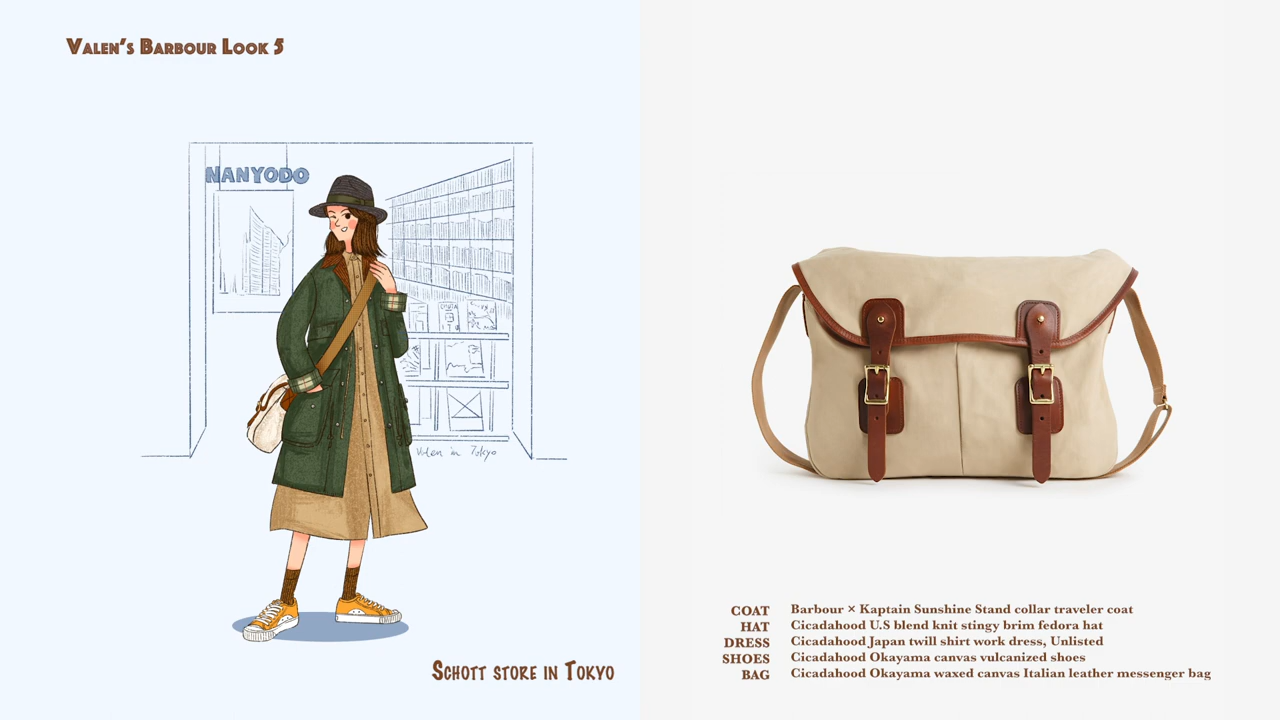 Valen's Barbour Look 5
NANYODO
Valen in Tokyo
Schott store in Tokyo
COAT Barbour × Kaptain Sunshine Stand collar traveler coat
HAT Cicadahood U.S blend knit stingy brim fedora hat
DRESS Cicadahood Japan twill shirt work dress, Unlisted
SHOES Cicadahood Okayama canvas vulcanized shoes
BAG Cicadahood Okayama waxed canvas Italian leather messenger bag